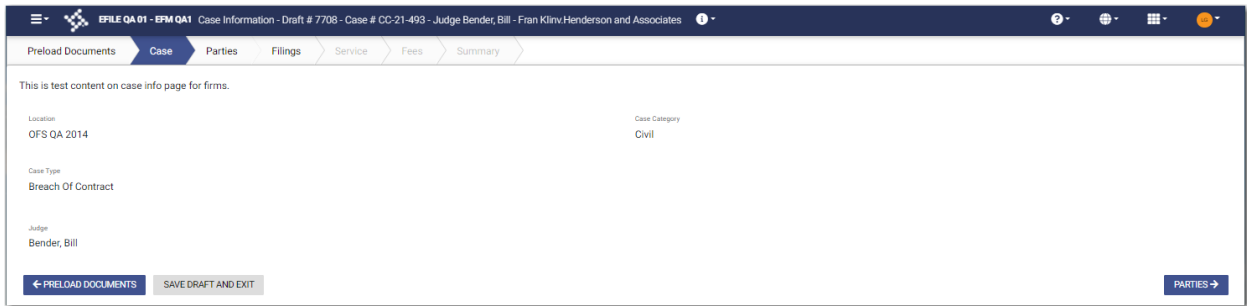 EFILE QA 01 - EFM QA1 Case Information - Draft # 7708 - Case # CC-21-493 - Judge Bender, Bill - Fran Klinv.Henderson and Associates
Preload Documents Case Parties Filings Service Fees Summary
This is test content on case info page for firms.
Location Case Category
OFS QA 2014 Civil
Case Type
Breach Of Contract
Judge
Bender, Bill
← PRELOAD DOCUMENTS SAVE DRAFT AND EXIT PARTIES →